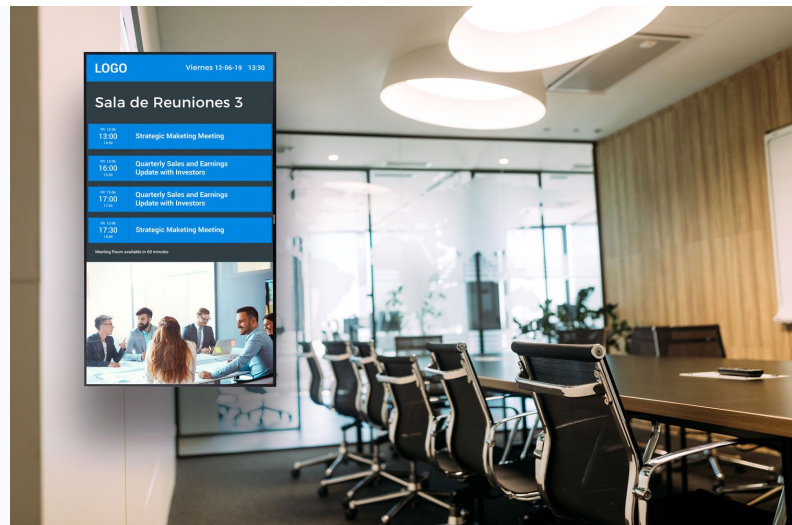 LOGO
Viernes 12-06-19 13:30
Sala de Reuniones 3
13:00
Strategic Maketing Meeting
16:00
Quarterly Sales and Earnings
Update with Investors
17:00
Quarterly Sales and Earnings
Update with Investors
17:30
Strategic Maketing Meeting
Meeting Room available in 60 minutes